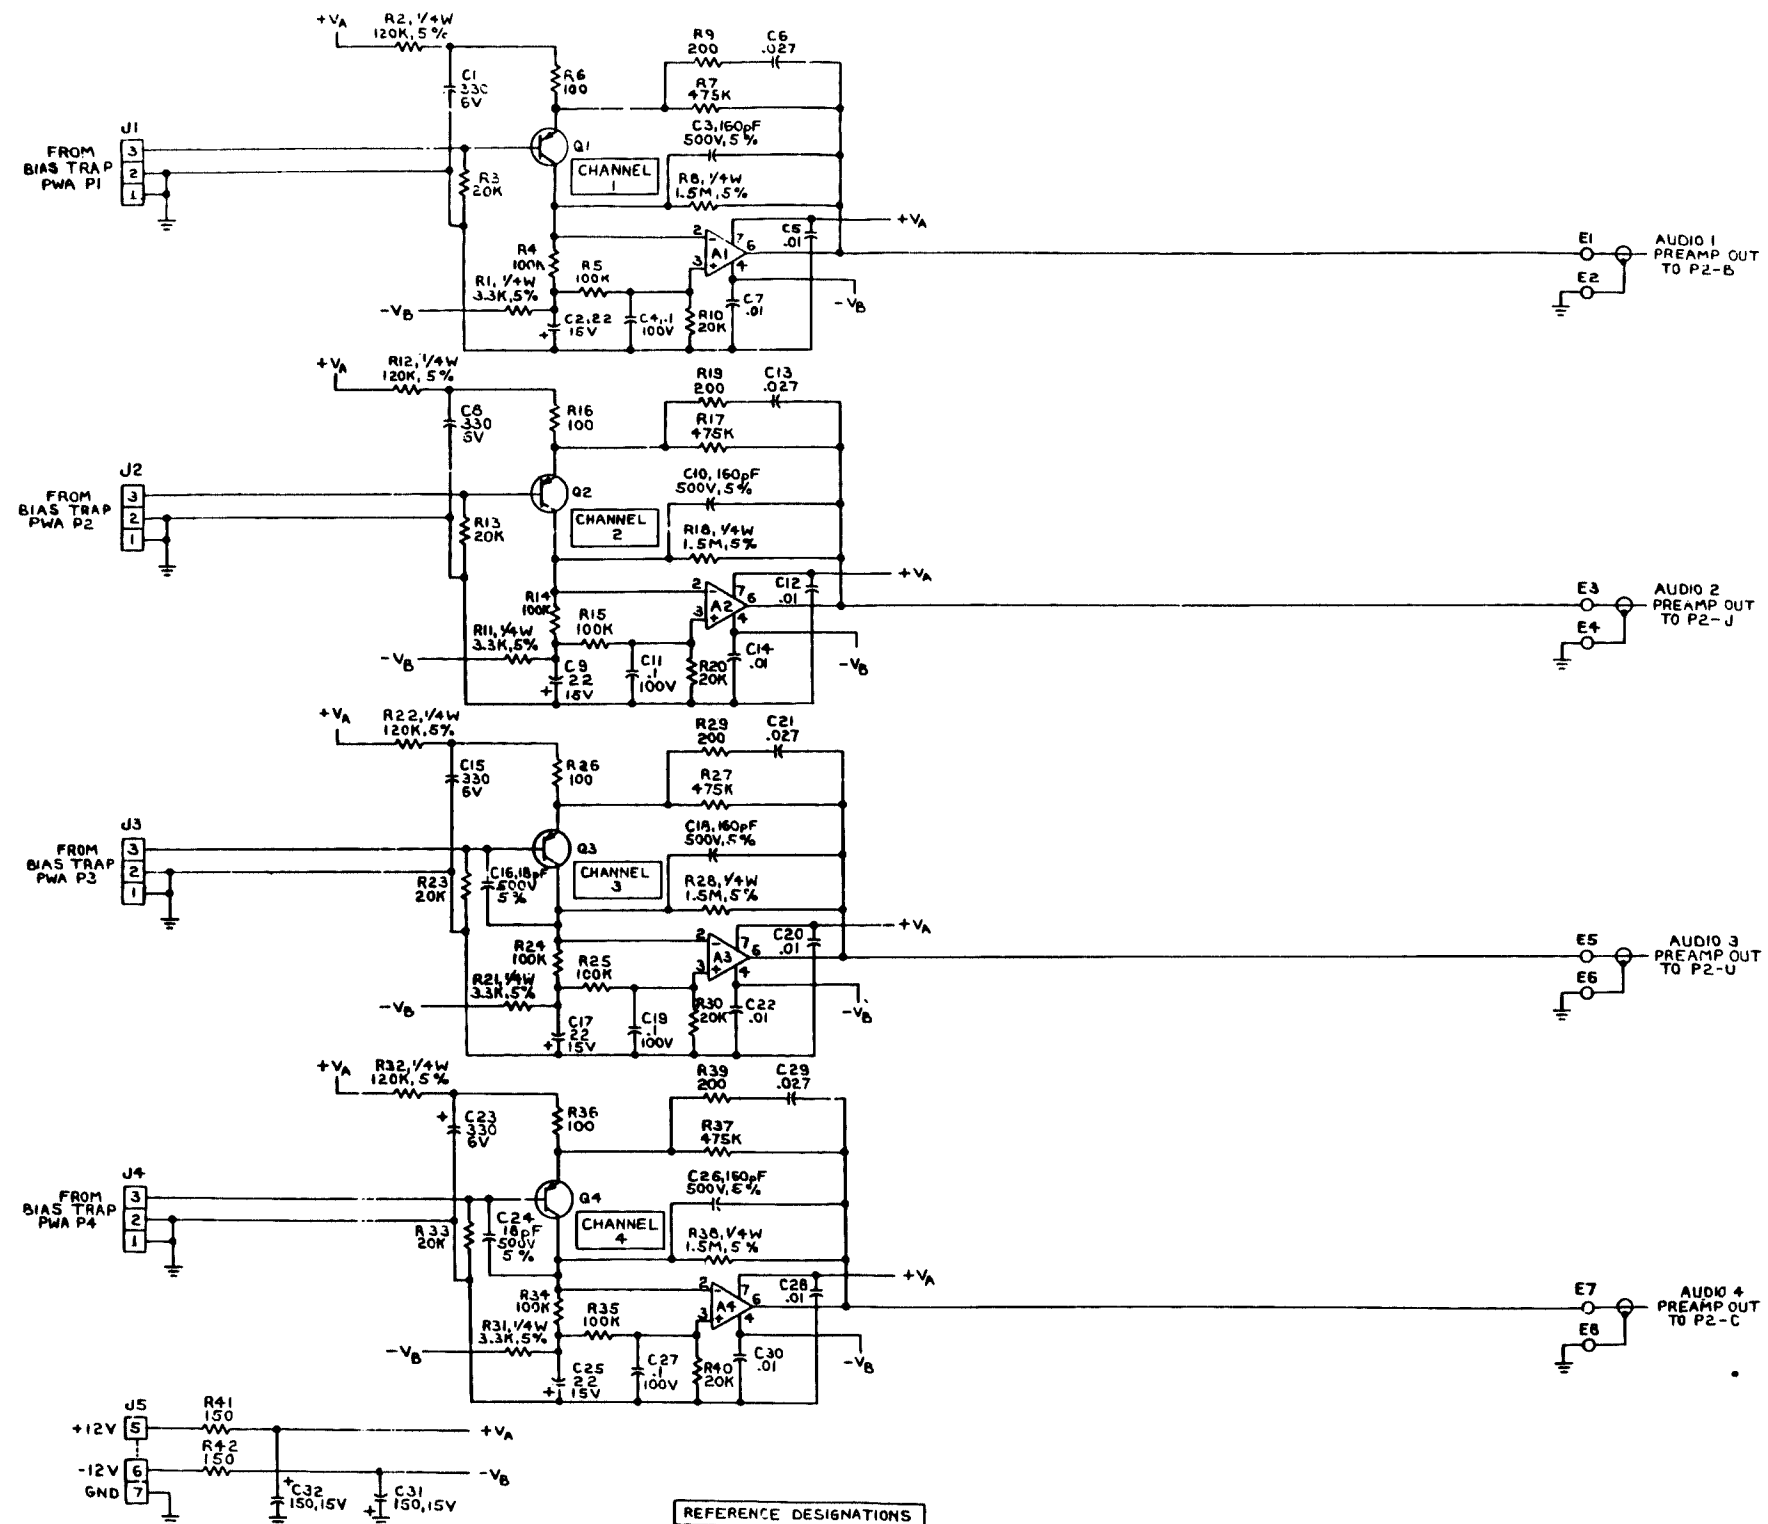 +VA
R2, 1/4W
120K, 5%
C1
330
6V
R6
100
R9
200
C6
.027
R7
475K
C3, 160pF
500V, 5%
J1
FROM
BIAS TRAP
PWA P1
3
2
1
R3
20K
Q1
CHANNEL
1
R8, 1/4W
1.5M, 5%
+VA
C5
.01
2
-
7
6
A1
3
+
4
R4
100K
R5
100K
R1, 1/4W
3.3K, 5%
-VB
+
C2, 22
15V
C4, .1
100V
R10
20K
C7
.01
-VB
E1
E2
AUDIO 1
PREAMP OUT
TO P2-B
+VA
R12, 1/4W
120K, 5%
C8
330
6V
R16
100
R19
200
C13
.027
R17
475K
C10, 160pF
500V, 5%
J2
FROM
BIAS TRAP
PWA P2
3
2
1
R13
20K
Q2
CHANNEL
2
R18, 1/4W
1.5M, 5%
+VA
C12
.01
2
-
7
6
A2
3
+
4
R14
100K
R15
100K
R11, 1/4W
3.3K, 5%
-VB
+
C9
22
15V
C11
.1
100V
R20
20K
C14
.01
-VB
E3
E4
AUDIO 2
PREAMP OUT
TO P2-J
+VA
R22, 1/4W
120K, 5%
C15
330
6V
R26
100
R29
200
C21
.027
R27
475K
C18, 160pF
500V, 5%
J3
FROM
BIAS TRAP
PWA P3
3
2
1
R23
20K
C16, 18pF
500V
5%
Q3
CHANNEL
3
R28, 1/4W
1.5M, 5%
+VA
C20
.01
2
-
7
6
A3
3
+
4
R24
100K
R25
100K
R21, 1/4W
3.3K, 5%
-VB
+
C17
22
15V
C19
.1
100V
R30
20K
C22
.01
-VB
E5
E6
AUDIO 3
PREAMP OUT
TO P2-U
+VA
R32, 1/4W
120K, 5%
+
C23
330
6V
R36
100
R39
200
C29
.027
R37
475K
C26, 160pF
500V, 5%
J4
FROM
BIAS TRAP
PWA P4
3
2
1
R33
20K
C24
18pF
500V
5%
Q4
CHANNEL
4
R38, 1/4W
1.5M, 5%
+VA
C28
.01
2
-
7
6
A4
3
+
4
R34
100K
R35
100K
R31, 1/4W
3.3K, 5%
-VB
+
C25
22
15V
C27
.1
100V
R40
20K
C30
.01
-VB
E7
E8
AUDIO 4
PREAMP OUT
TO P2-C
J5
R41
150
+12V
5
+VA
R42
150
-12V
6
-VB
GND
7
+
C32
150, 15V
+
C31
150, 15V
REFERENCE DESIGNATIONS